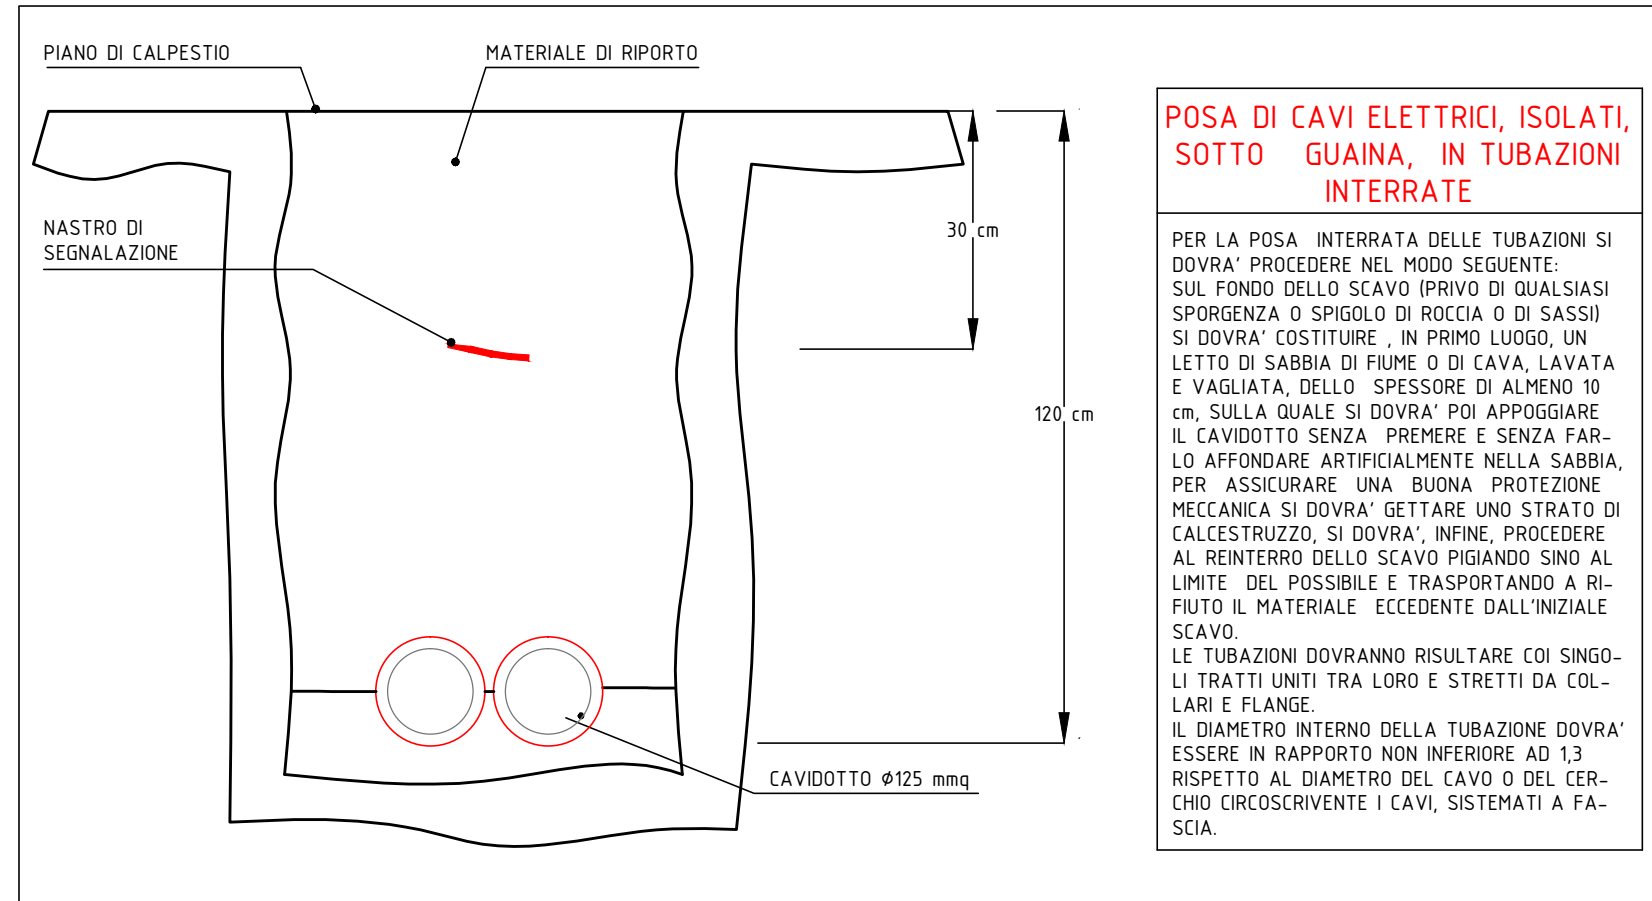 PIANO DI CALPESTIO
MATERIALE DI RIPORTO
NASTRO DI
SEGNALAZIONE
30 cm
120 cm
CAVIDOTTO Ø125 mmq
POSA DI CAVI ELETTRICI, ISOLATI,
SOTTO GUAINA, IN TUBAZIONI
INTERRATE
PER LA POSA INTERRATA DELLE TUBAZIONI SI
DOVRA' PROCEDERE NEL MODO SEGUENTE:
SUL FONDO DELLO SCAVO (PRIVO DI QUALSIASI
SPORGENZA O SPIGOLO DI ROCCIA O DI SASSI)
SI DOVRA' COSTITUIRE , IN PRIMO LUOGO, UN
LETTO DI SABBIA DI FIUME O DI CAVA, LAVATA
E VAGLIATA, DELLO SPESSORE DI ALMENO 10
cm, SULLA QUALE SI DOVRA' POI APPOGGIARE
IL CAVIDOTTO SENZA PREMERE E SENZA FAR-
LO AFFONDARE ARTIFICIALMENTE NELLA SABBIA,
PER ASSICURARE UNA BUONA PROTEZIONE
MECCANICA SI DOVRA' GETTARE UNO STRATO DI
CALCESTRUZZO, SI DOVRA', INFINE, PROCEDERE
AL REINTERRO DELLO SCAVO PIGIANDO SINO AL
LIMITE DEL POSSIBILE E TRASPORTANDO A RI-
FIUTO IL MATERIALE ECCEDENTE DALL'INIZIALE
SCAVO.
LE TUBAZIONI DOVRANNO RISULTARE COI SINGO-
LI TRATTI UNITI TRA LORO E STRETTI DA COL-
LARI E FLANGE.
IL DIAMETRO INTERNO DELLA TUBAZIONE DOVRA'
ESSERE IN RAPPORTO NON INFERIORE AD 1,3
RISPETTO AL DIAMETRO DEL CAVO O DEL CER-
CHIO CIRCOSCRIVENTE I CAVI, SISTEMATI A FA-
SCIA.